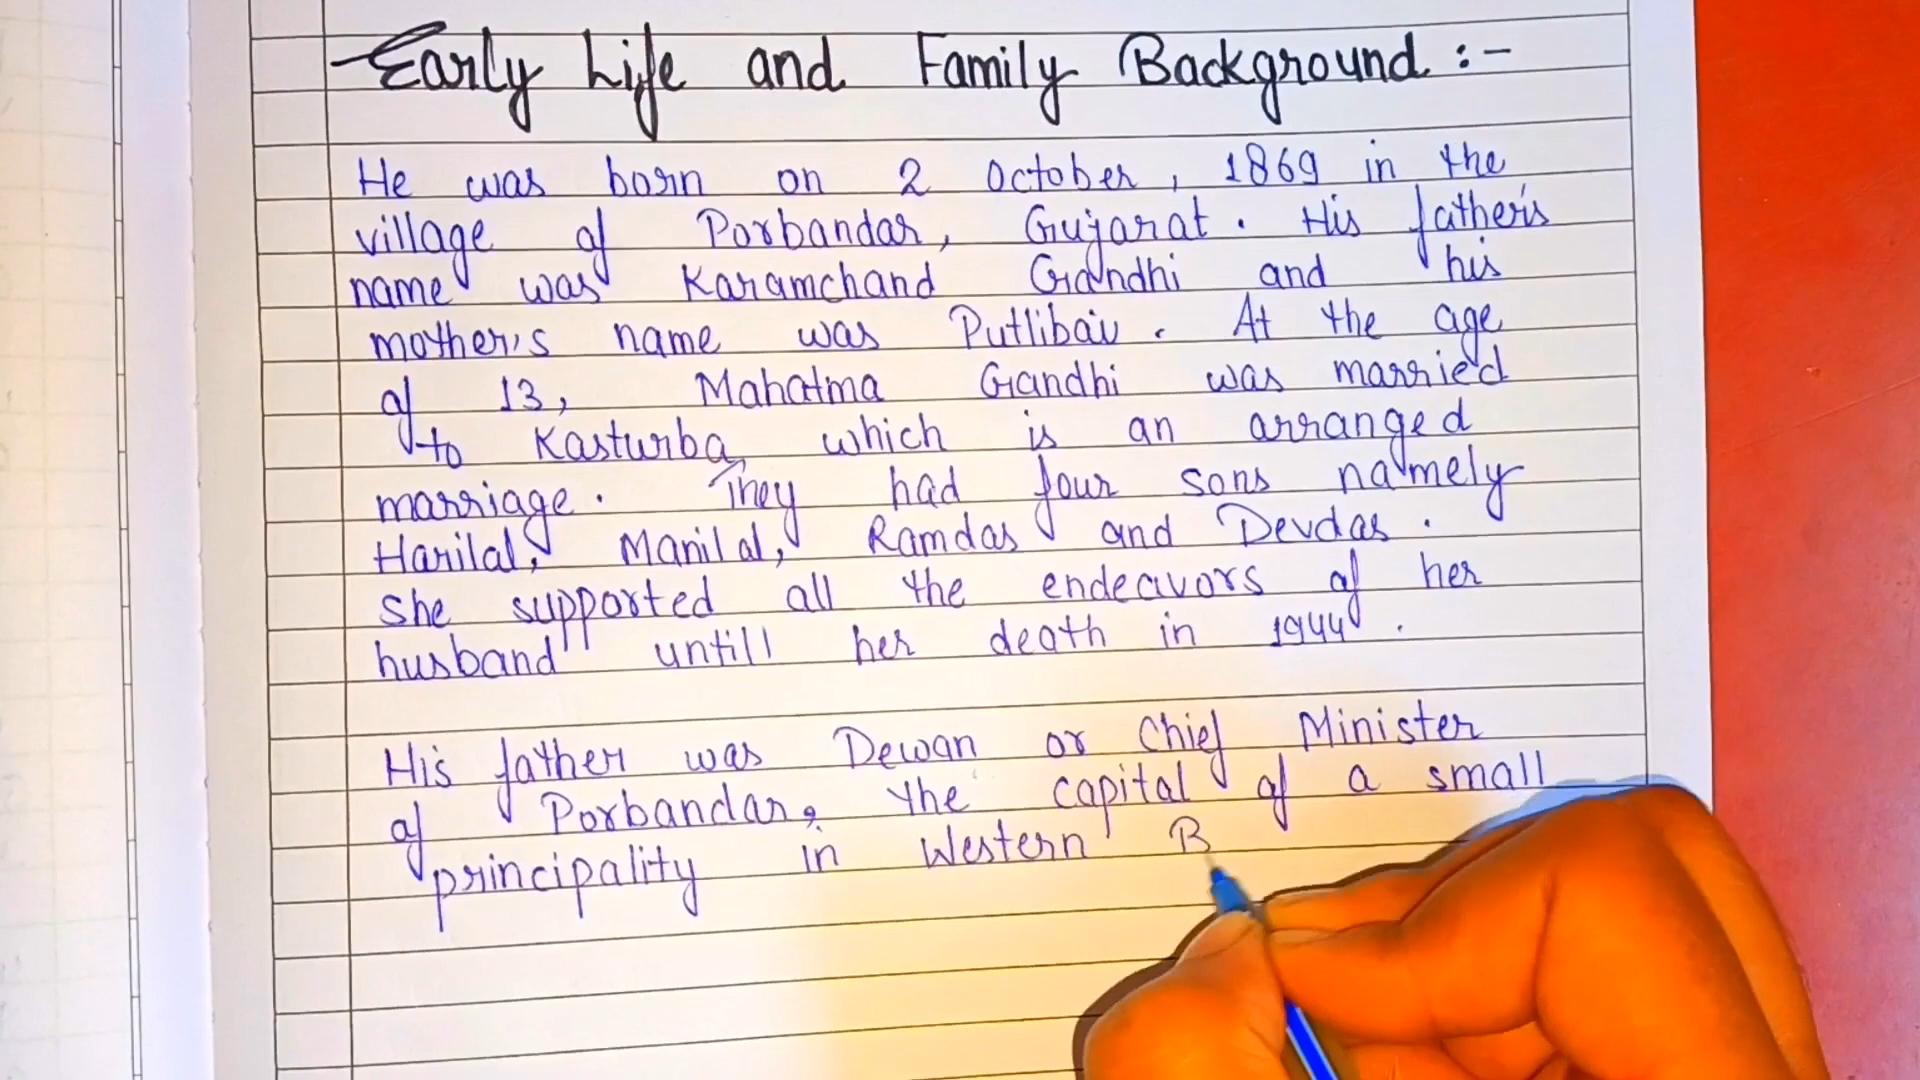 Early Life and Family Background :-
He was born on 2 October, 1869 in the
village of Porbandar, Gujarat. His father's
name was Karamchand Gandhi and his
mother's name was Putlibai. At the age
of 13, Mahatma Gandhi was married
to Kasturba which is an arranged
marriage. They had four sons namely
Harilal, Manilal, Ramdas and Devdas.
She supported all the endeavors of her
husband untill her death in 1944.
His father was Dewan or Chief Minister
of Porbandar, the capital of a small
principality in Western B